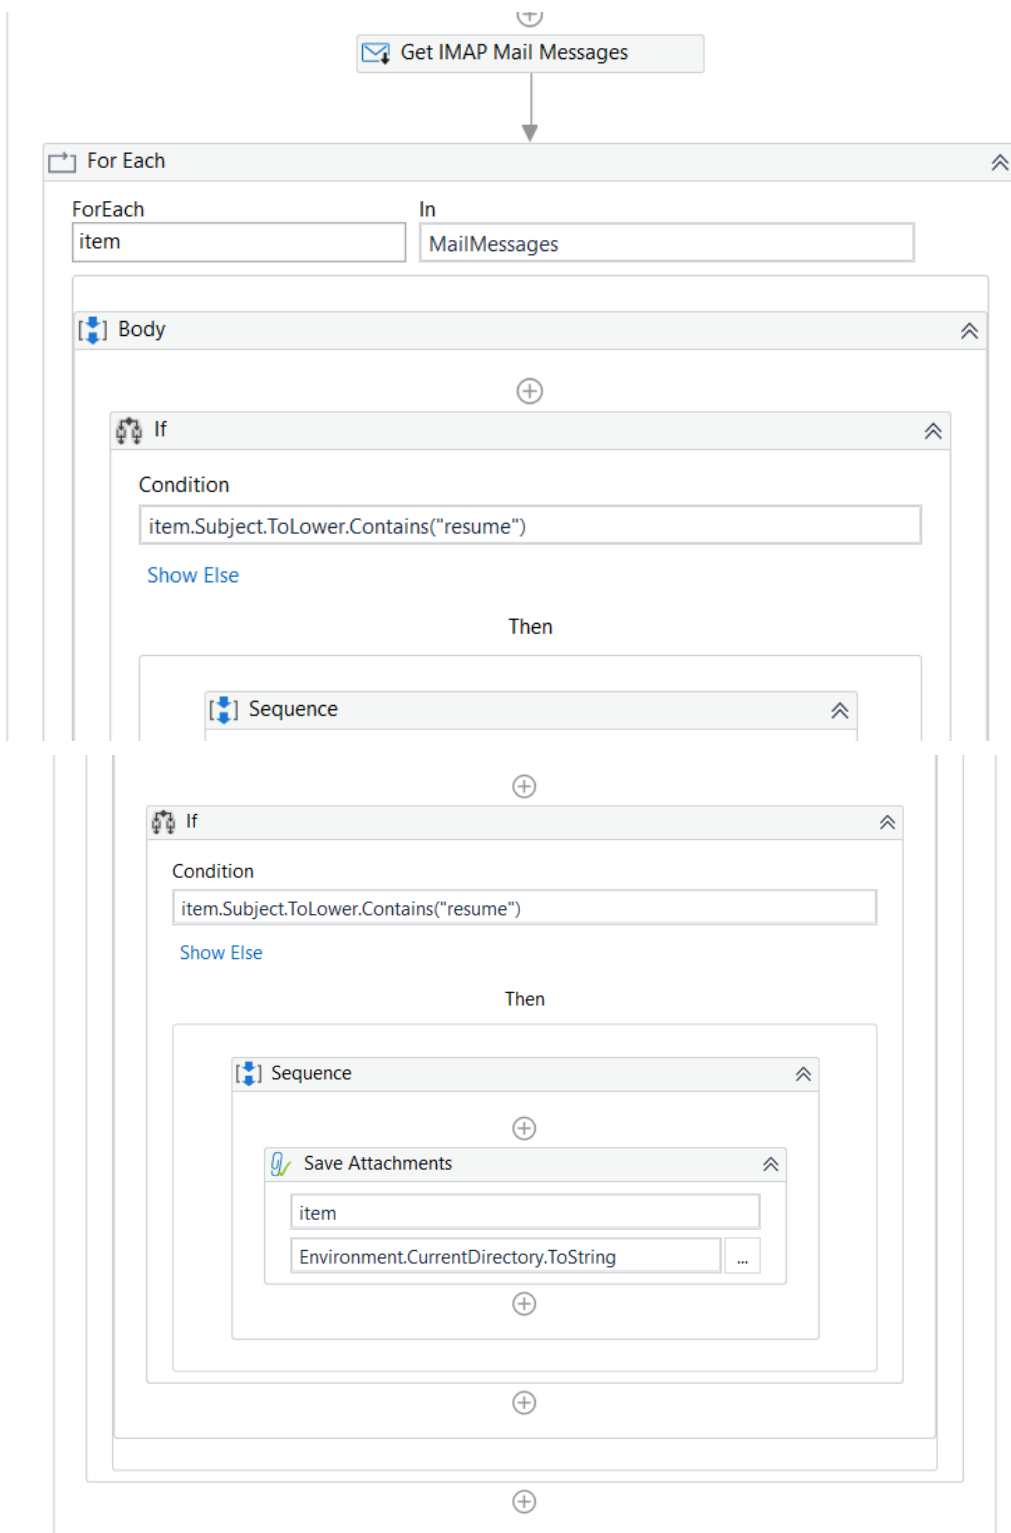 Get IMAP Mail Messages
For Each
ForEach In
item MailMessages
Body
If
Condition
item.Subject.ToLower.Contains("resume")
Show Else
Then
Sequence
If
Condition
item.Subject.ToLower.Contains("resume")
Show Else
Then
Sequence
Save Attachments
item
Environment.CurrentDirectory.ToString ...